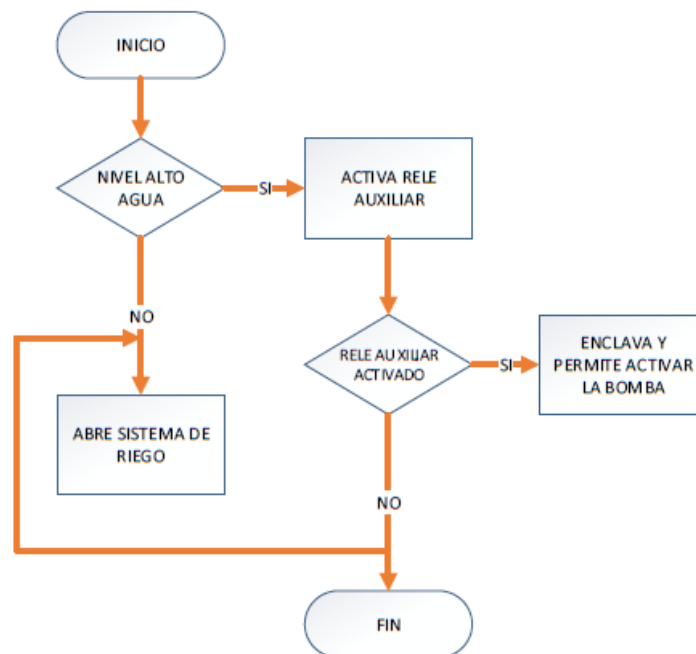 INICIO
NIVEL ALTO
AGUA
SI
ACTIVA RELE
AUXILIAR
NO
RELE AUXILIAR
ACTIVADO
SI
ENCLAVA Y
PERMITE ACTIVAR
LA BOMBA
ABRE SISTEMA DE
RIEGO
NO
FIN